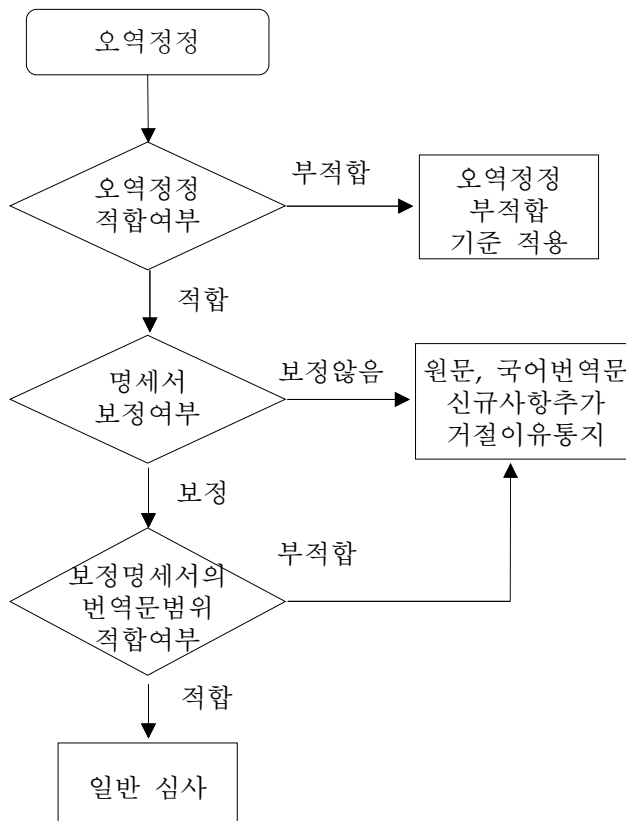 오역정정
오역정정
적합여부
부적합
오역정정
부적합
기준 적용
적합
명세서
보정여부
보정않음
원문, 국어번역문
신규사항추가
거절이유통지
보정
보정명세서의
번역문범위
적합여부
부적합
적합
일반 심사